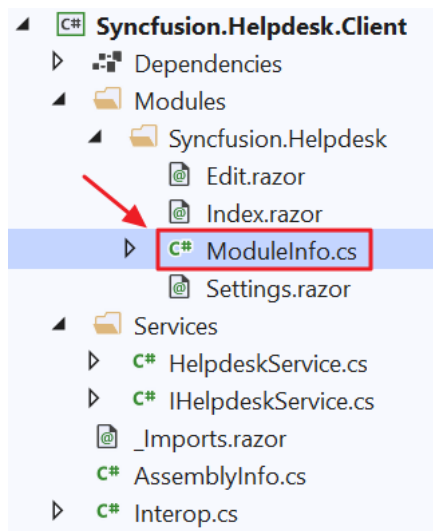 C# Syncfusion.Helpdesk.Client
Dependencies
Modules
Syncfusion.Helpdesk
@ Edit.razor
@ Index.razor
C# ModuleInfo.cs
@ Settings.razor
Services
C# HelpdeskService.cs
C# IHelpdeskService.cs
@ _Imports.razor
C# AssemblyInfo.cs
C# Interop.cs